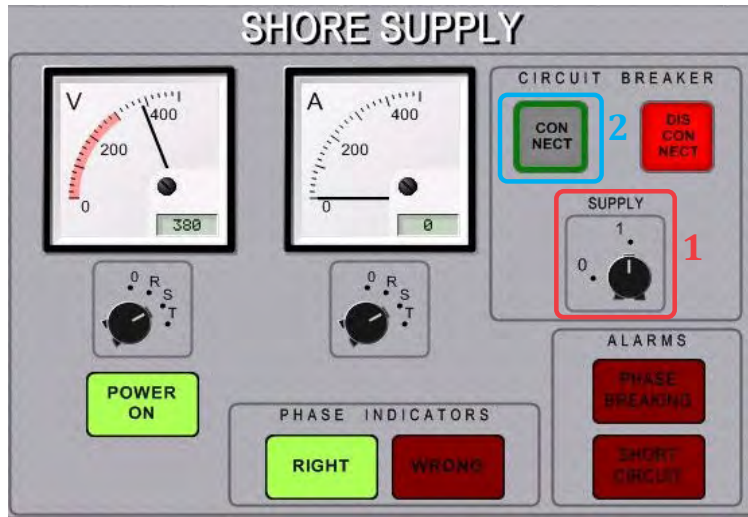 SHORE SUPPLY
V
0
200
400
380
A
0
200
400
0
CIRCUIT BREAKER
CON
NECT
2
DIS
CON
NECT
SUPPLY
0
1
1
0
R
S
T
0
R
S
T
POWER
ON
PHASE INDICATORS
RIGHT
WRONG
ALARMS
PHASE
BREAKING
SHORT
CIRCUIT